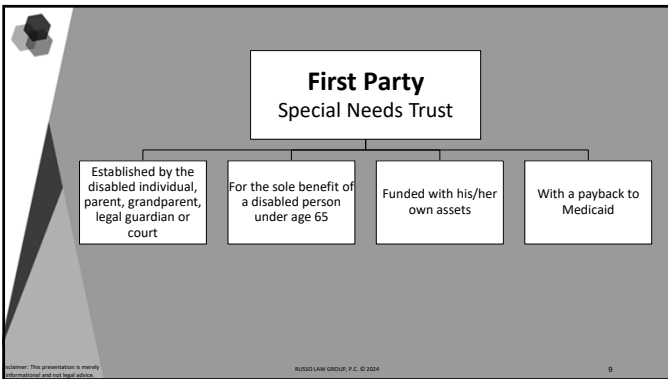 First Party
Special Needs Trust
Established by the
disabled individual,
parent, grandparent,
legal guardian or
court
For the sole benefit of
a disabled person
under age 65
Funded with his/her
own assets
With a payback to
Medicaid
sclaimer: This presentation is merely
informational and not legal advice.
RUSSO LAW GROUP, P.C. © 2024
9